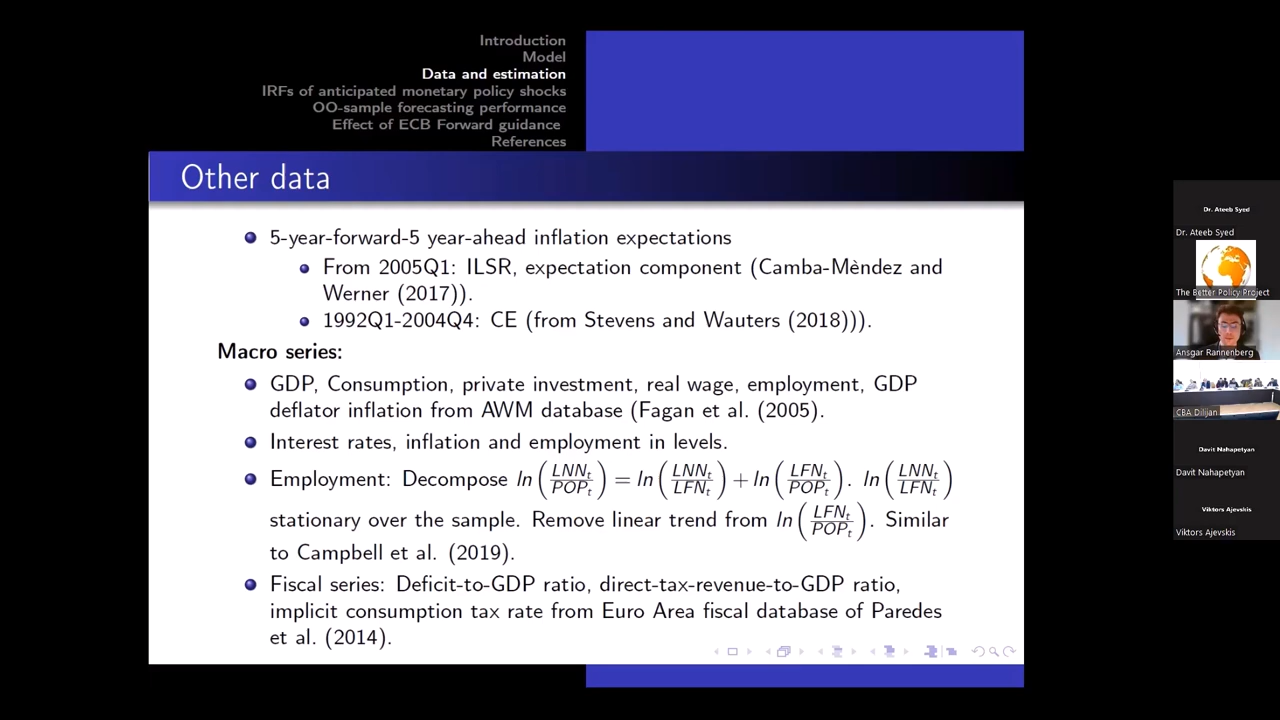 Introduction
Model
Data and estimation
IRFs of anticipated monetary policy shocks
OO-sample forecasting performance
Effect of ECB Forward guidance
References
Other data
5-year-forward-5 year-ahead inflation expectations
From 2005Q1: ILSR, expectation component (Camba-Mèndez and
Werner (2017)).
1992Q1-2004Q4: CE (from Stevens and Wauters (2018))).
Macro series:
GDP, Consumption, private investment, real wage, employment, GDP
deflator inflation from AWM database (Fagan et al. (2005).
Interest rates, inflation and employment in levels.
Employment: Decompose ln(LNN_t/POP_t) = ln(LNN_t/LFN_t) + ln(LFN_t/POP_t). ln(LNN_t/LFN_t)
stationary over the sample. Remove linear trend from ln(LFN_t/POP_t). Similar
to Campbell et al. (2019).
Fiscal series: Deficit-to-GDP ratio, direct-tax-revenue-to-GDP ratio,
implicit consumption tax rate from Euro Area fiscal database of Paredes
et al. (2014).
Dr. Ateeb Syed
Dr. Ateeb Syed
The Better Policy Project
Ansgar Rannenberg
CBA Dilijan
Davit Nahapetyan
Davit Nahapetyan
Viktors Ajevskis
Viktors Ajevskis